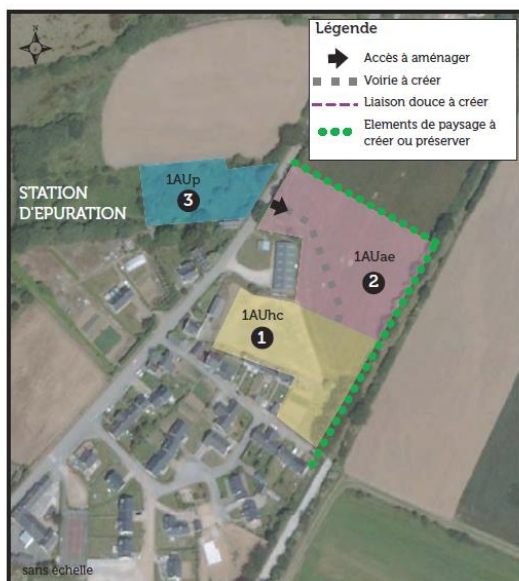 Légende
Accès à aménager
Voirie à créer
Liaison douce à créer
Elements de paysage à
créer ou préserver
1AUp
3
STATION
D'EPURATION
1AUae
2
1AUhc
1
sans échelle